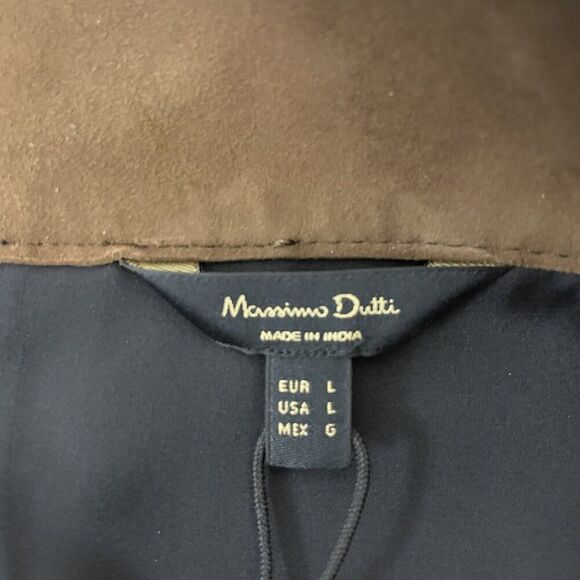 Massimo Dutti
MADE IN INDIA
EUR L
USA L
MEX G